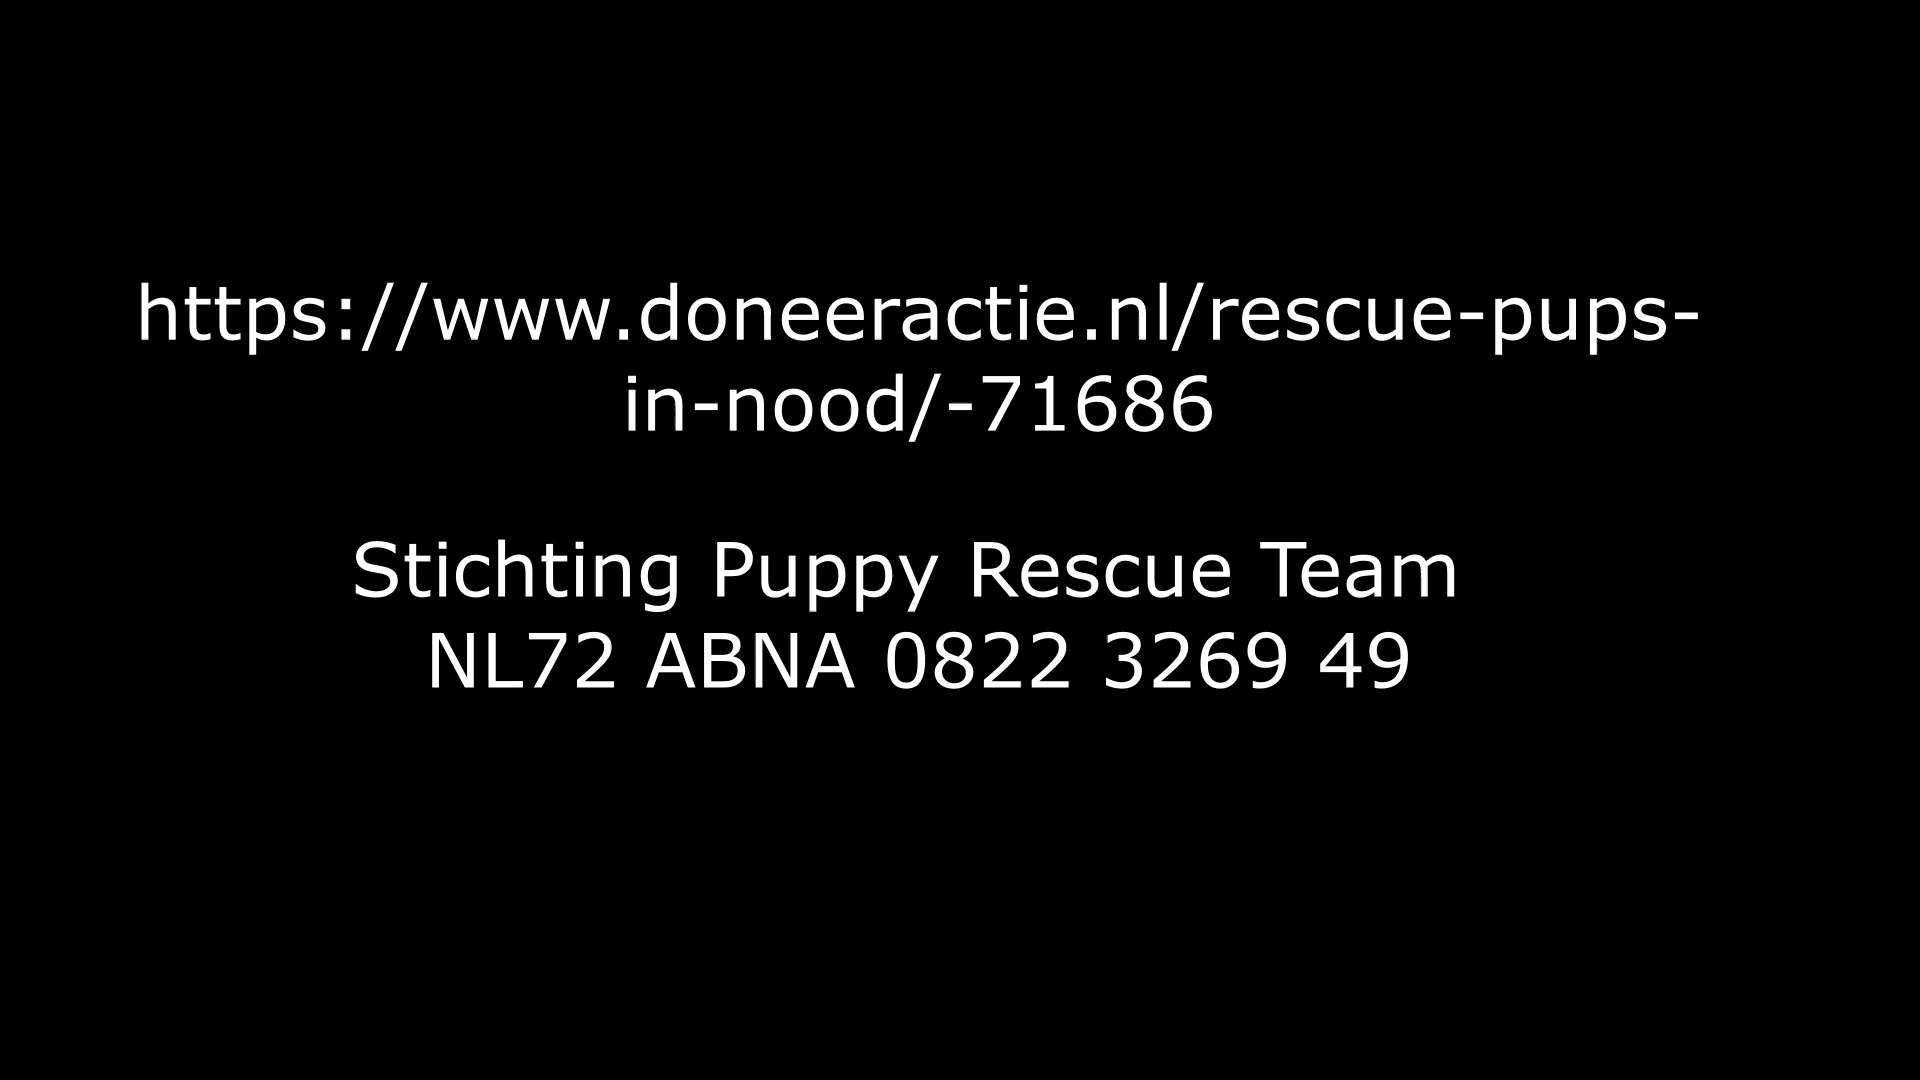 https://www.doneeractie.nl/rescue-pups-
in-nood/-71686
Stichting Puppy Rescue Team
NL72 ABNA 0822 3269 49